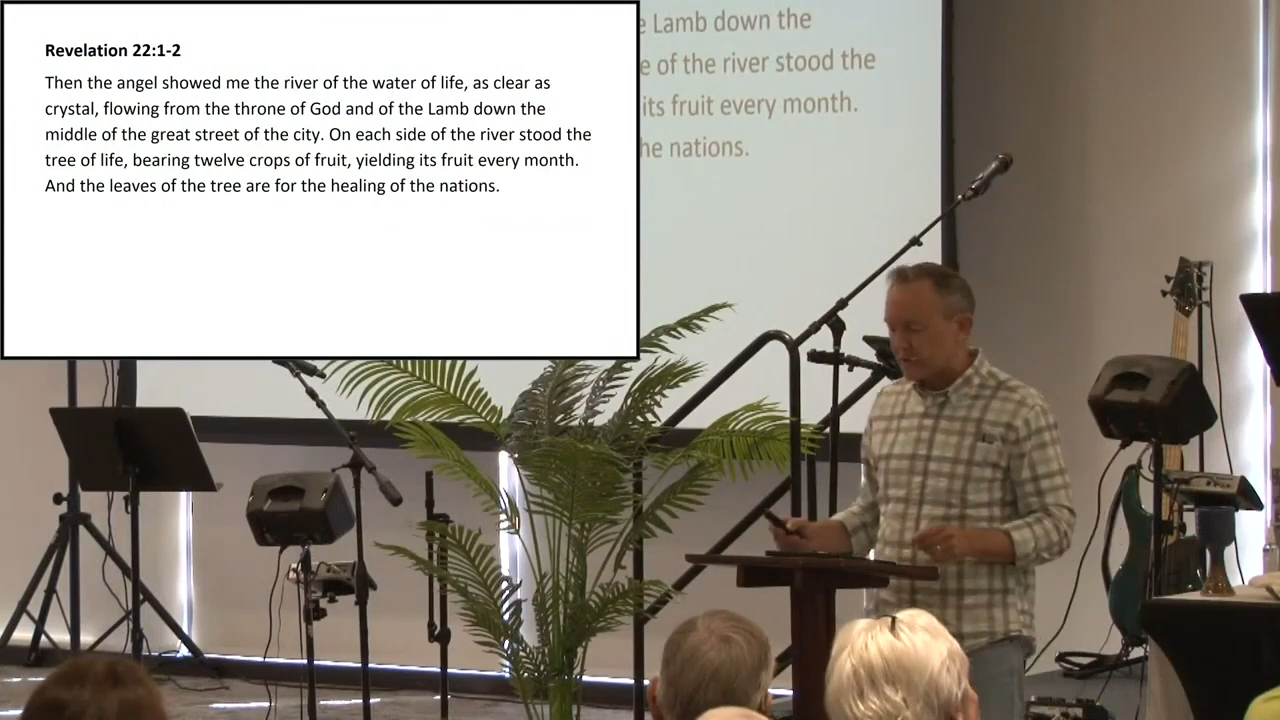 Revelation 22:1-2
Then the angel showed me the river of the water of life, as clear as
crystal, flowing from the throne of God and of the Lamb down the
middle of the great street of the city. On each side of the river stood the
tree of life, bearing twelve crops of fruit, yielding its fruit every month.
And the leaves of the tree are for the healing of the nations.
Lamb down the
of the river stood the
its fruit every month.
he nations.